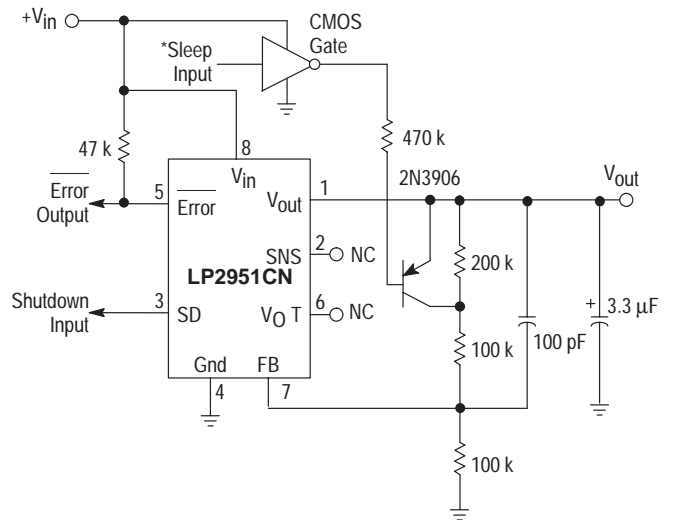 +Vin
CMOS
Gate
*Sleep
Input
470 k
47 k
8
2N3906
Vout
Error
Output
5
Vin
Error
Vout
1
200 k
SNS
2
NC
LP2951CN
Shutdown
Input
3
SD
VO T
6
NC
+
3.3 µF
100 k
100 pF
Gnd
FB
4
7
100 k